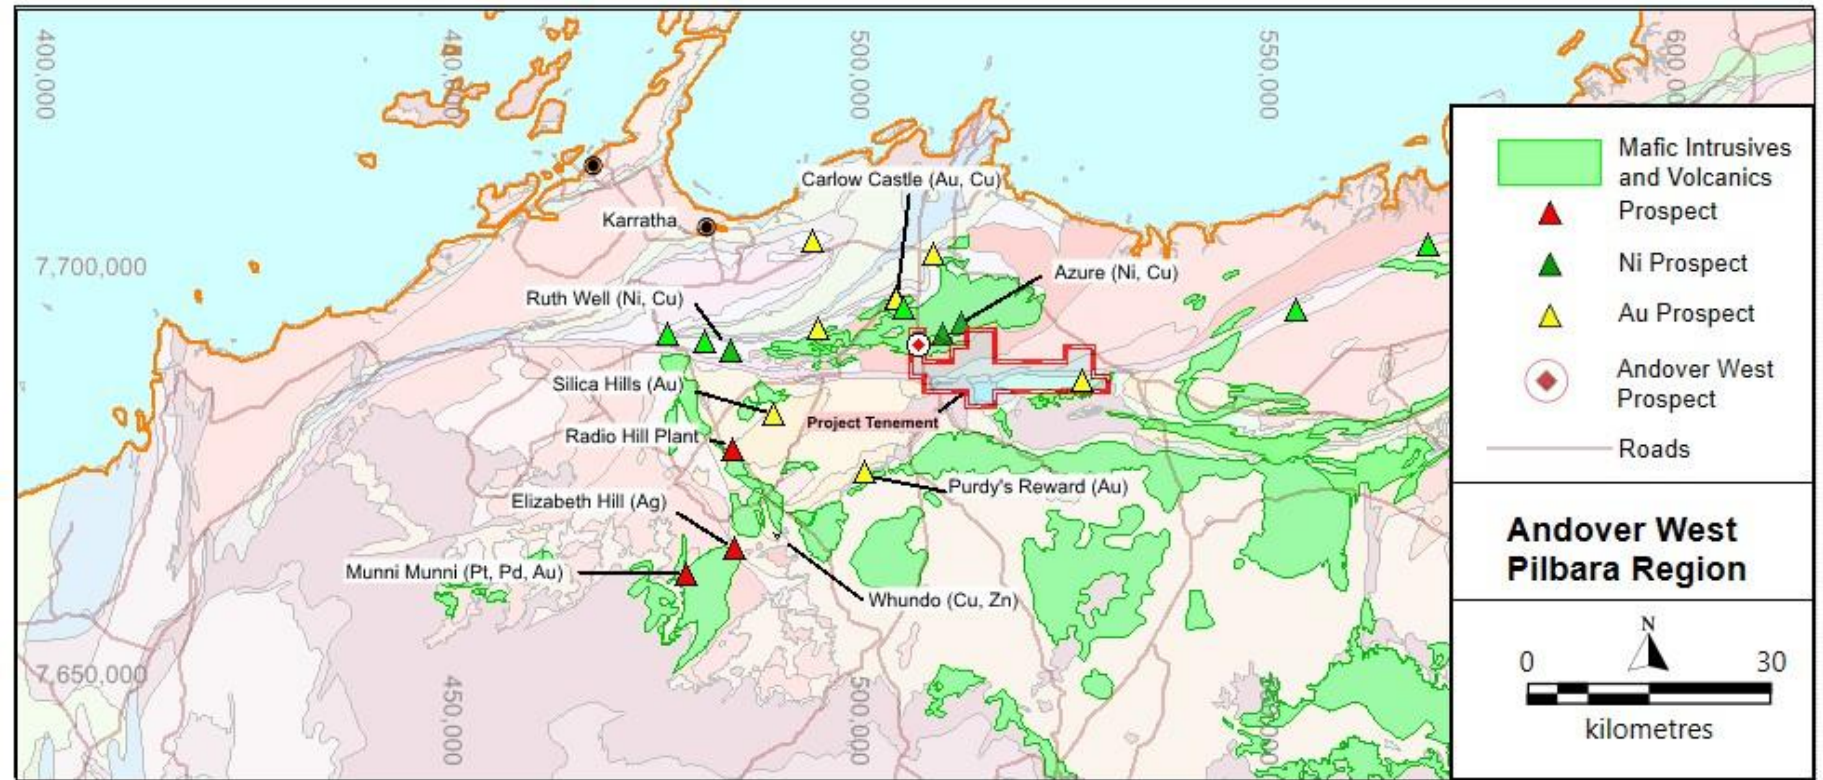 400,000
450,000
500,000
550,000
600,000
Carlow Castle (Au, Cu)
Karratha
7,700,000
Azure (Ni, Cu)
Ruth Well (Ni, Cu)
Silica Hills (Au)
Project Tenement
Radio Hill Plant
Purdy's Reward (Au)
Elizabeth Hill (Ag)
Munni Munni (Pt, Pd, Au)
Whundo (Cu, Zn)
7,650,000
450,000
500,000
Mafic Intrusives
and Volcanics
Prospect
Ni Prospect
Au Prospect
Andover West
Prospect
Roads
Andover West
Pilbara Region
N
0
30
kilometres